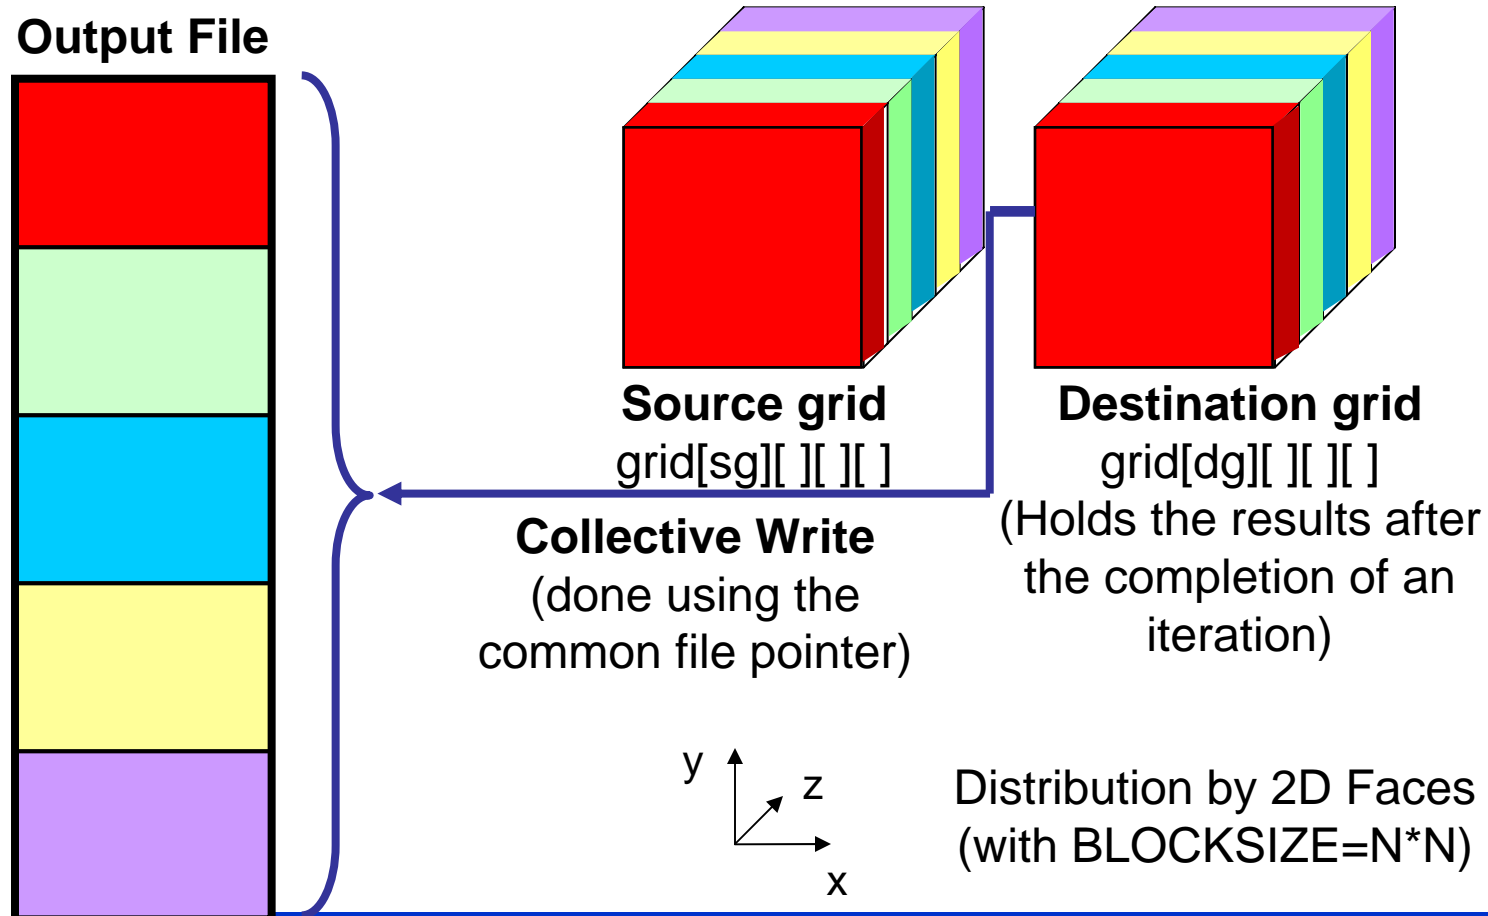 Output File
Source grid
grid[sg][ ][ ][ ]
Destination grid
grid[dg][ ][ ][ ]
(Holds the results after
the completion of an
iteration)
Collective Write
(done using the
common file pointer)
y
z
x
Distribution by 2D Faces
(with BLOCKSIZE=N*N)